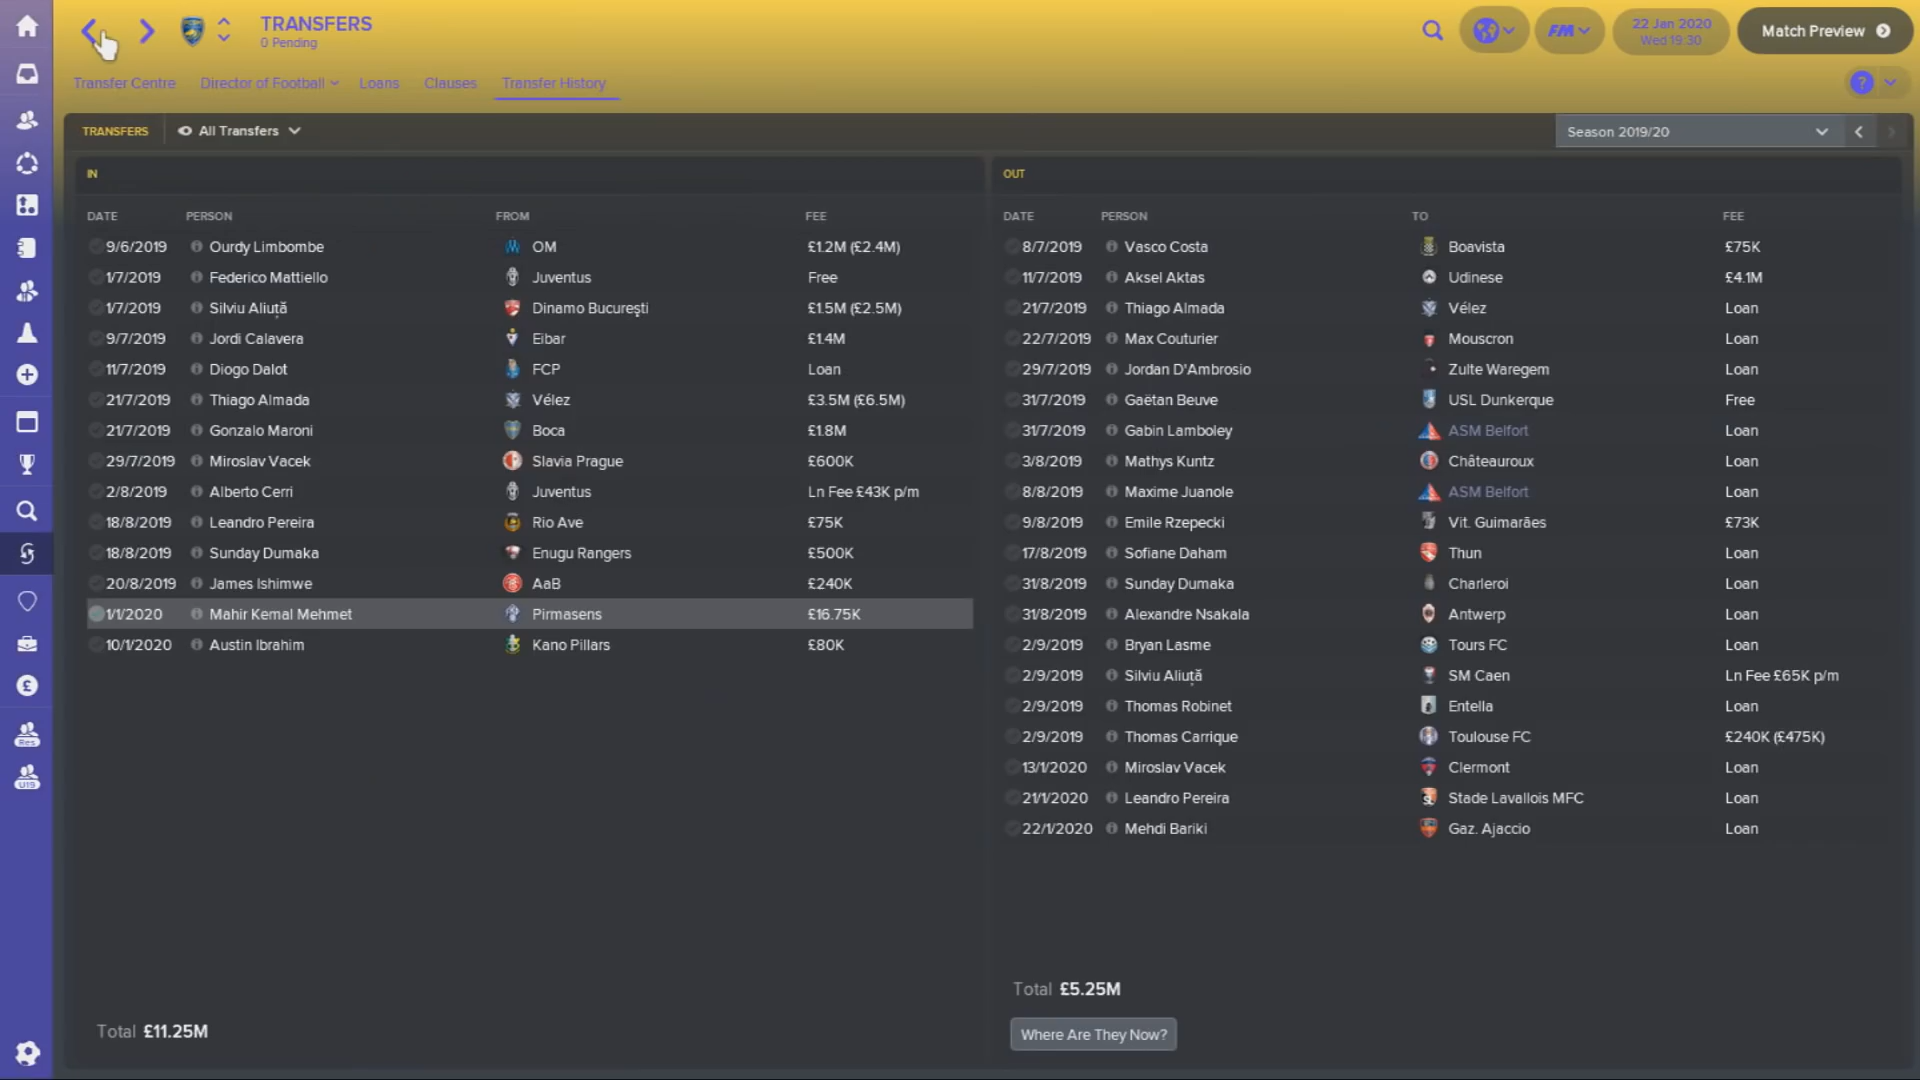 TRANSFERS
0 Pending
FM
22 Jan 2020
Wed 19:30
Match Preview
Transfer Centre Director of Football Loans Clauses Transfer History
?
TRANSFERS All Transfers Season 2019/20
IN
DATE PERSON FROM FEE
9/6/2019 Ourdy Limbombe OM £1.2M (£2.4M)
1/7/2019 Federico Mattiello Juventus Free
1/7/2019 Silviu Aliuță Dinamo Bucureşti £1.5M (£2.5M)
9/7/2019 Jordi Calavera Eibar £1.4M
11/7/2019 Diogo Dalot FCP Loan
21/7/2019 Thiago Almada Vélez £3.5M (£6.5M)
21/7/2019 Gonzalo Maroni Boca £1.8M
29/7/2019 Miroslav Vacek Slavia Prague £600K
2/8/2019 Alberto Cerri Juventus Ln Fee £43K p/m
18/8/2019 Leandro Pereira Rio Ave £75K
18/8/2019 Sunday Dumaka Enugu Rangers £500K
20/8/2019 James Ishimwe AaB £240K
1/1/2020 Mahir Kemal Mehmet Pirmasens £16.75K
10/1/2020 Austin Ibrahim Kano Pillars £80K
Total £11.25M
OUT
DATE PERSON TO FEE
8/7/2019 Vasco Costa Boavista £75K
11/7/2019 Aksel Aktas Udinese £4.1M
21/7/2019 Thiago Almada Vélez Loan
22/7/2019 Max Couturier Mouscron Loan
29/7/2019 Jordan D'Ambrosio Zulte Waregem Loan
31/7/2019 Gaëtan Beuve USL Dunkerque Free
31/7/2019 Gabin Lamboley ASM Belfort Loan
3/8/2019 Mathys Kuntz Châteauroux Loan
8/8/2019 Maxime Juanole ASM Belfort Loan
9/8/2019 Emile Rzepecki Vit. Guimarães £73K
17/8/2019 Sofiane Daham Thun Loan
31/8/2019 Sunday Dumaka Charleroi Loan
31/8/2019 Alexandre Nsakala Antwerp Loan
2/9/2019 Bryan Lasme Tours FC Loan
2/9/2019 Silviu Aliuță SM Caen Ln Fee £65K p/m
2/9/2019 Thomas Robinet Entella Loan
2/9/2019 Thomas Carrique Toulouse FC £240K (£475K)
13/1/2020 Miroslav Vacek Clermont Loan
21/1/2020 Leandro Pereira Stade Lavallois MFC Loan
22/1/2020 Mehdi Bariki Gaz. Ajaccio Loan
Total £5.25M
Where Are They Now?
£
Res
U19